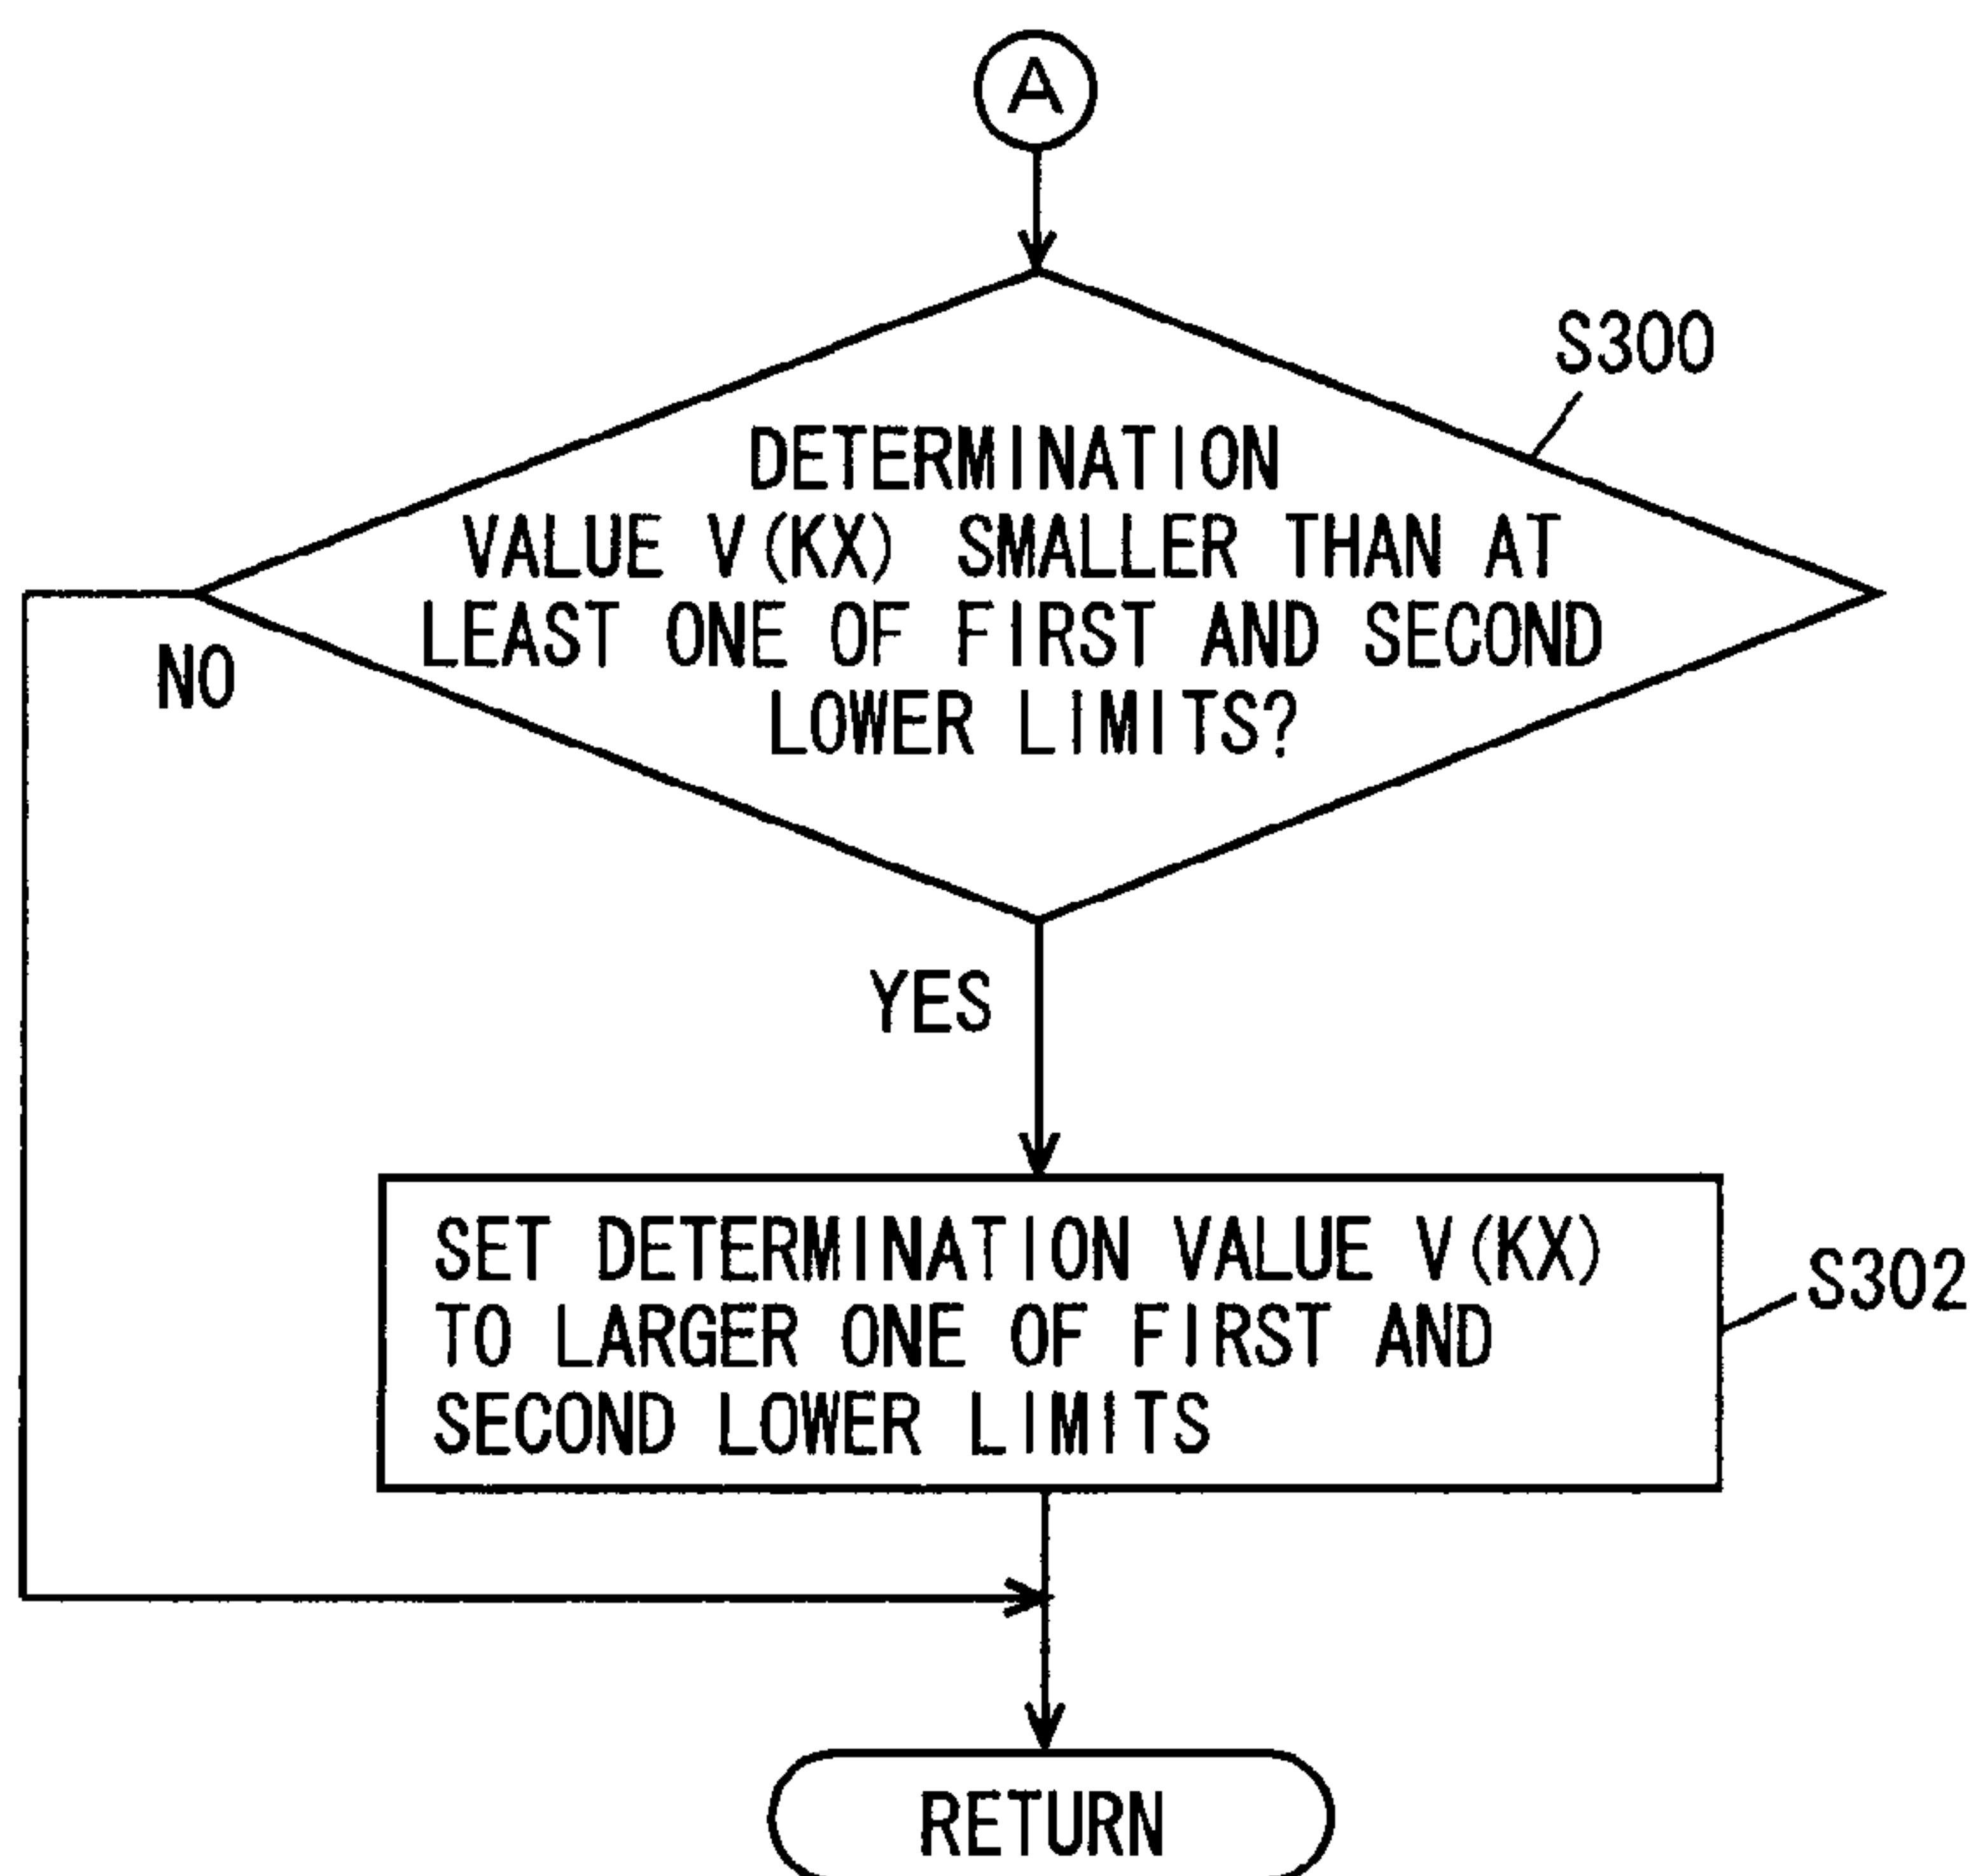 A
S300
DETERMINATION
VALUE V(KX) SMALLER THAN AT
LEAST ONE OF FIRST AND SECOND
LOWER LIMITS?
NO
YES
SET DETERMINATION VALUE V(KX)
TO LARGER ONE OF FIRST AND
SECOND LOWER LIMITS
S302
RETURN